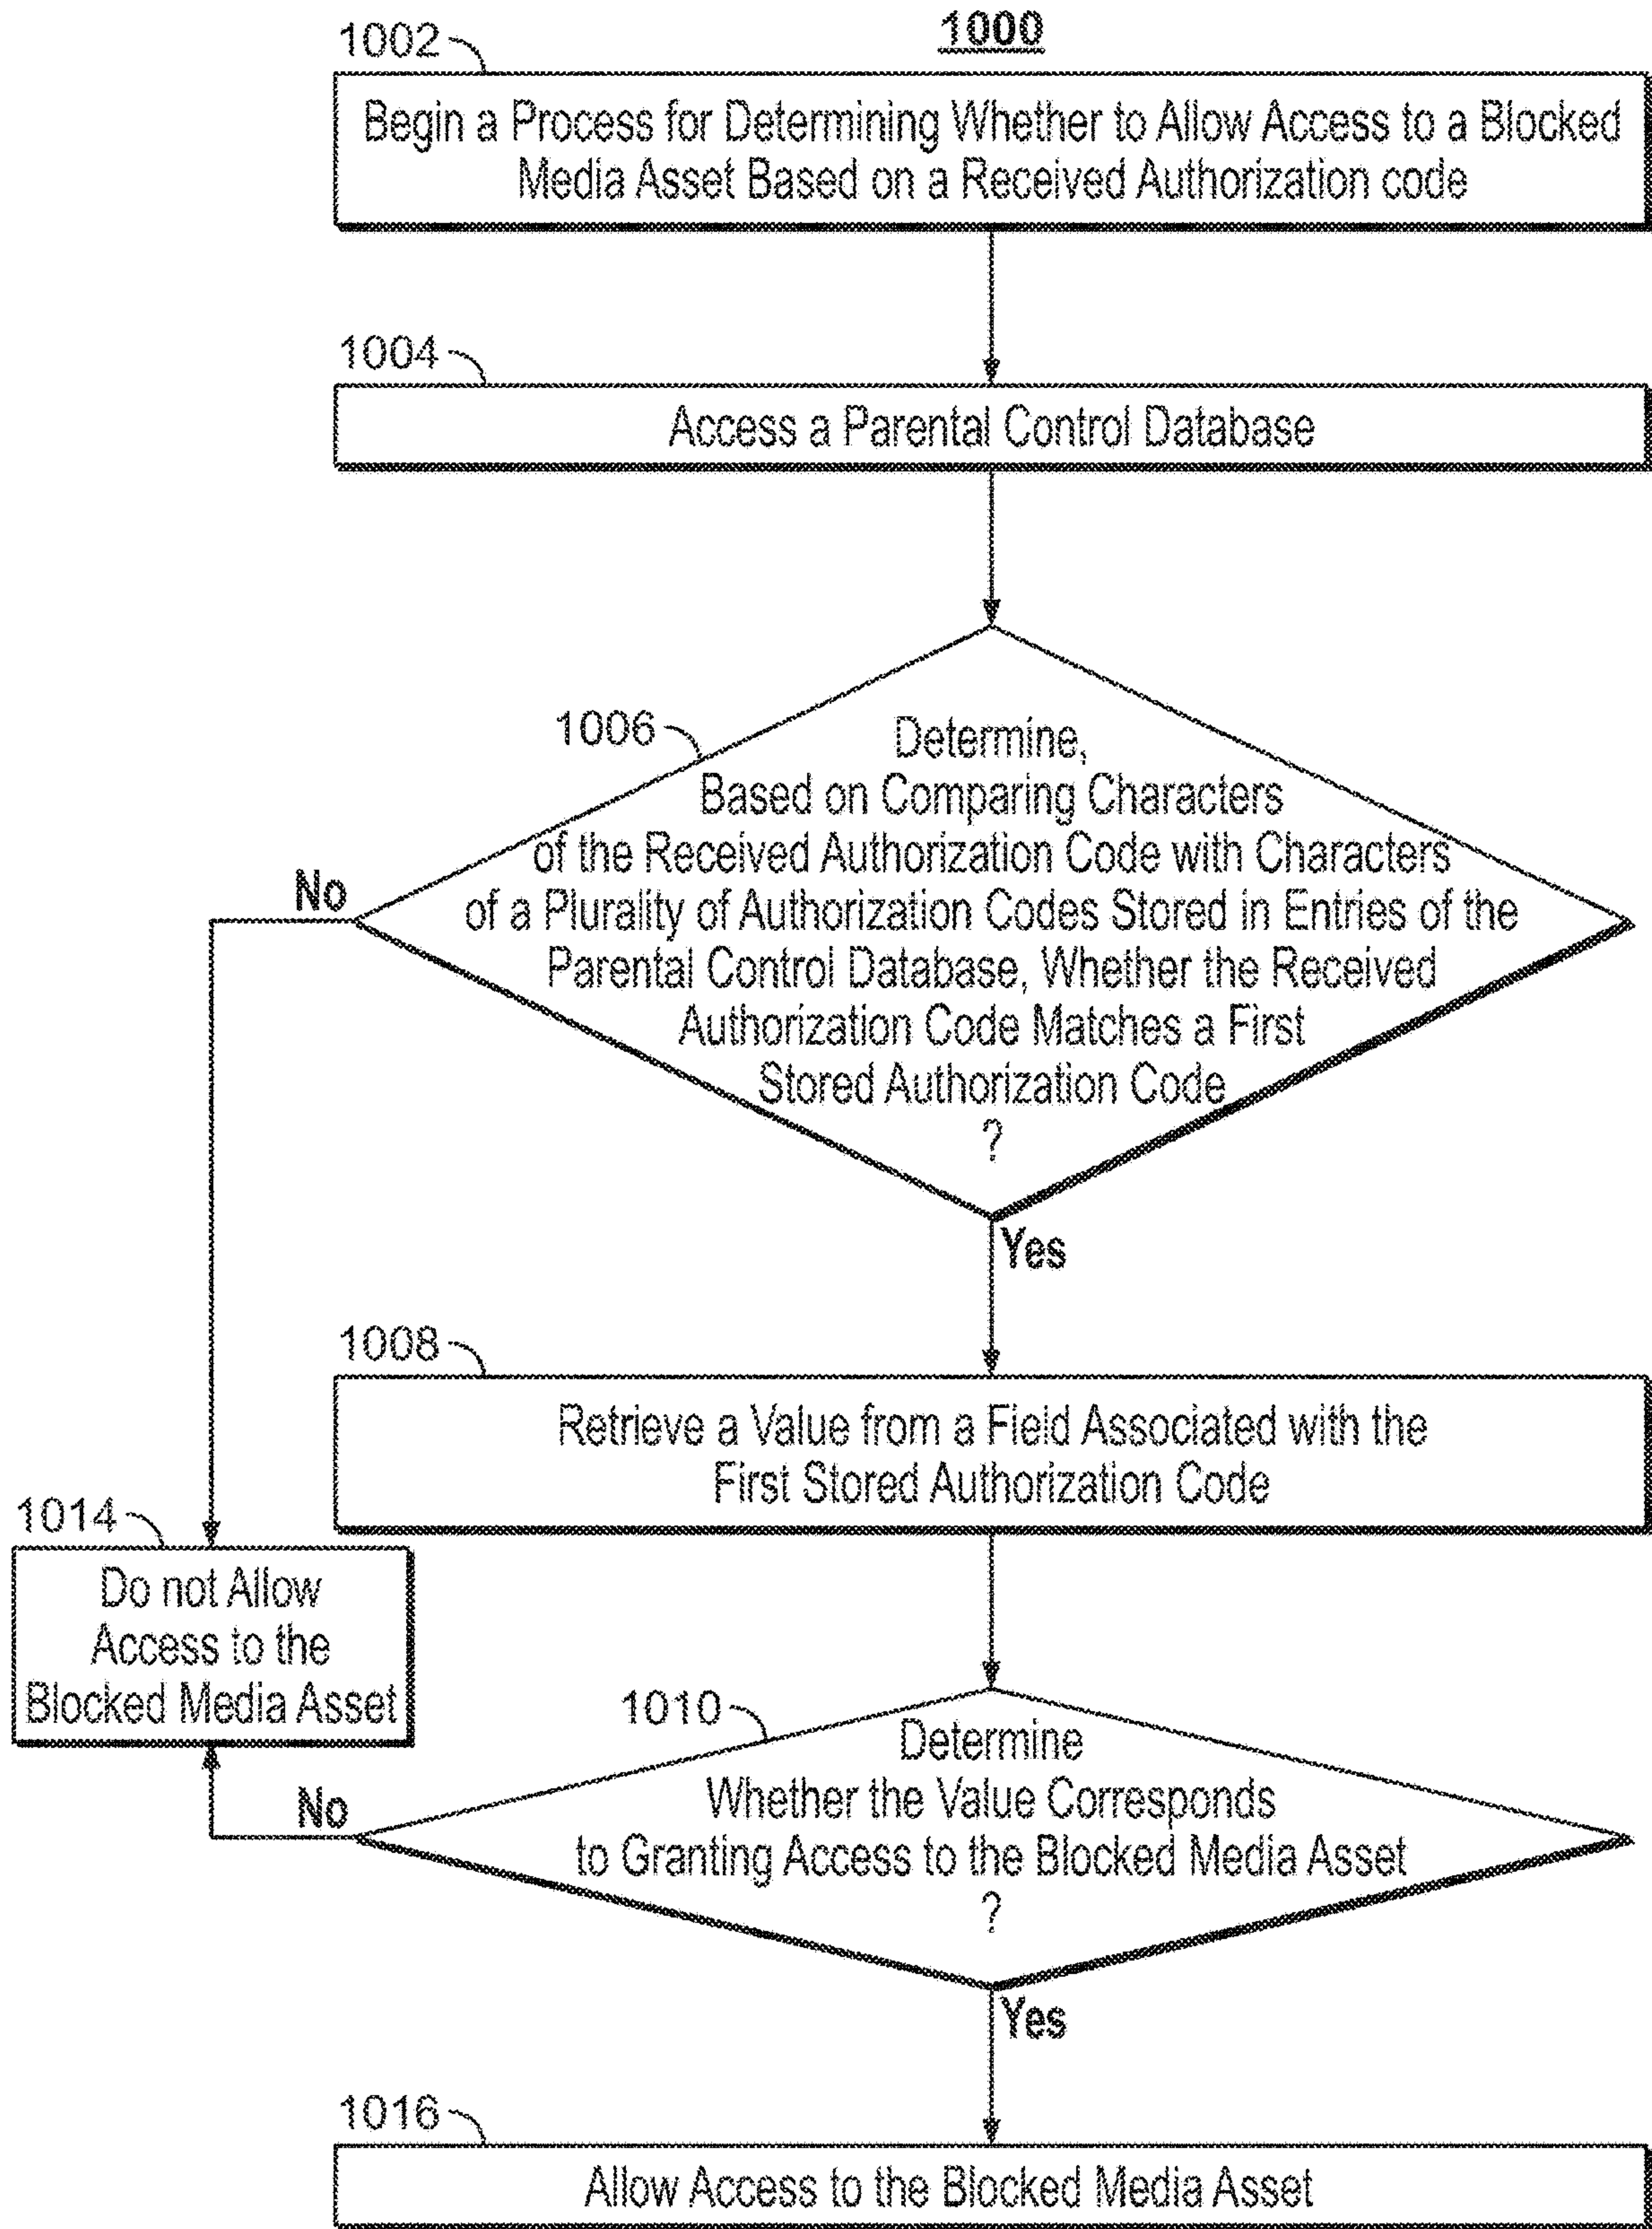 1000
1002
Begin a Process for Determining Whether to Allow Access to a Blocked
Media Asset Based on a Received Authorization code
1004
Access a Parental Control Database
1006
Determine,
Based on Comparing Characters
of the Received Authorization Code with Characters
of a Plurality of Authorization Codes Stored in Entries of the
Parental Control Database, Whether the Received
Authorization Code Matches a First
Stored Authorization Code
?
No
Yes
1008
Retrieve a Value from a Field Associated with the
First Stored Authorization Code
1014
Do not Allow
Access to the
Blocked Media Asset
1010
Determine
Whether the Value Corresponds
to Granting Access to the Blocked Media Asset
?
No
Yes
1016
Allow Access to the Blocked Media Asset